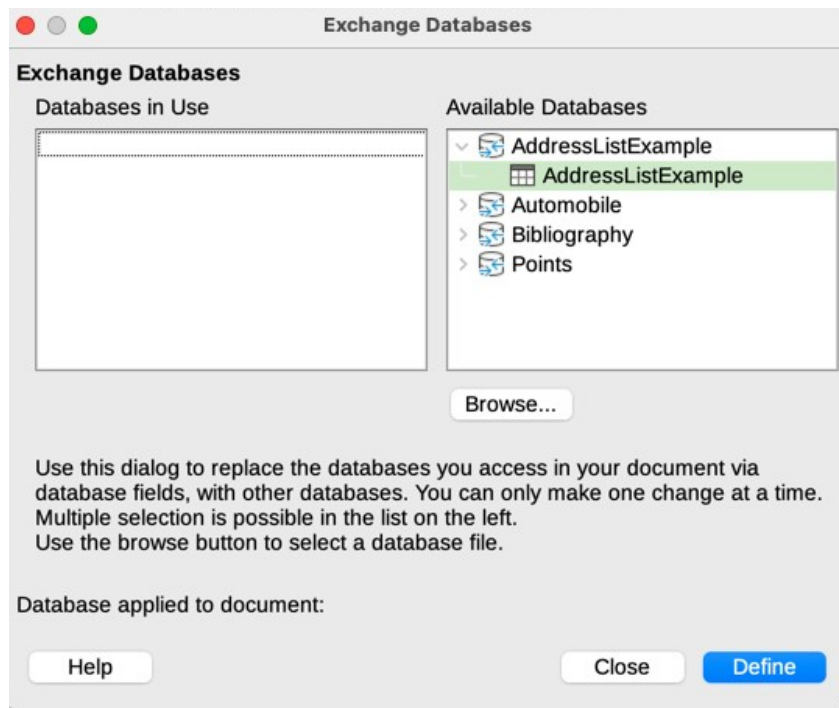 Exchange Databases
Exchange Databases
Databases in Use
Available Databases
AddressListExample
AddressListExample
Automobile
Bibliography
Points
Browse...
Use this dialog to replace the databases you access in your document via
database fields, with other databases. You can only make one change at a time.
Multiple selection is possible in the list on the left.
Use the browse button to select a database file.
Database applied to document:
Help
Close
Define